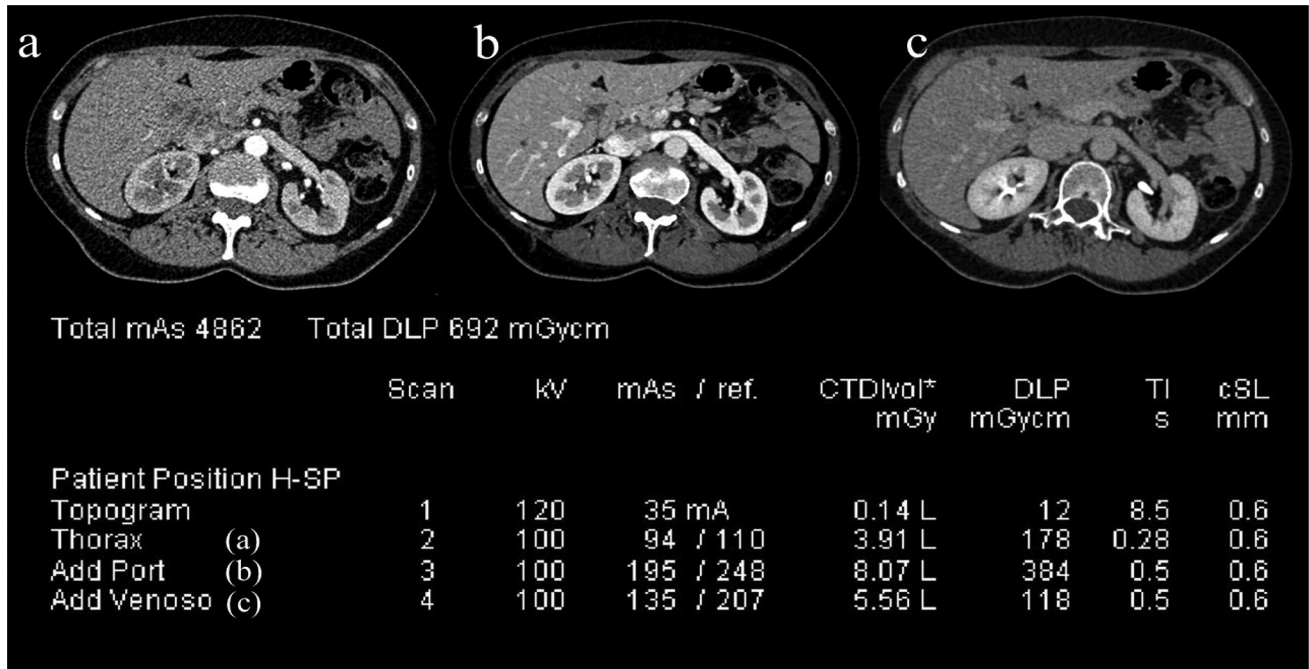 a b c
Total mAs 4862 Total DLP 692 mGycm
Scan kV mAs / ref. CTDIvol* DLP TI cSL
mGy mGycm s mm
Patient Position H-SP
Topogram 1 120 35 mA 0.14 L 12 8.5 0.6
Thorax (a) 2 100 94 / 110 3.91 L 178 0.28 0.6
Add Port (b) 3 100 195 / 248 8.07 L 384 0.5 0.6
Add Venoso (c) 4 100 135 / 207 5.56 L 118 0.5 0.6